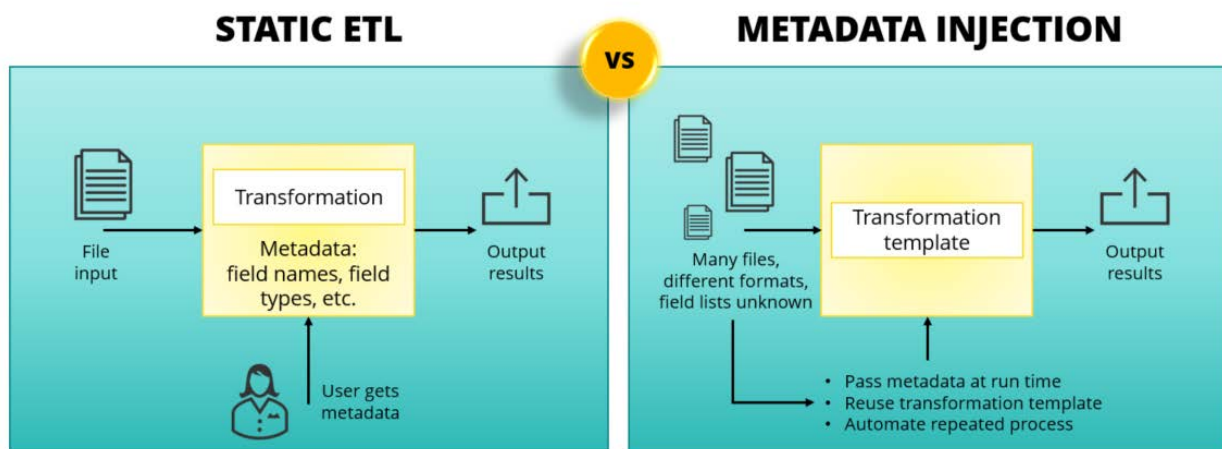 STATIC ETL
VS
METADATA INJECTION
File
input
Transformation
Metadata:
field names, field
types, etc.
Output
results
User gets
metadata
Many files,
different formats,
field lists unknown
Transformation
template
Output
results
• Pass metadata at run time
• Reuse transformation template
• Automate repeated process